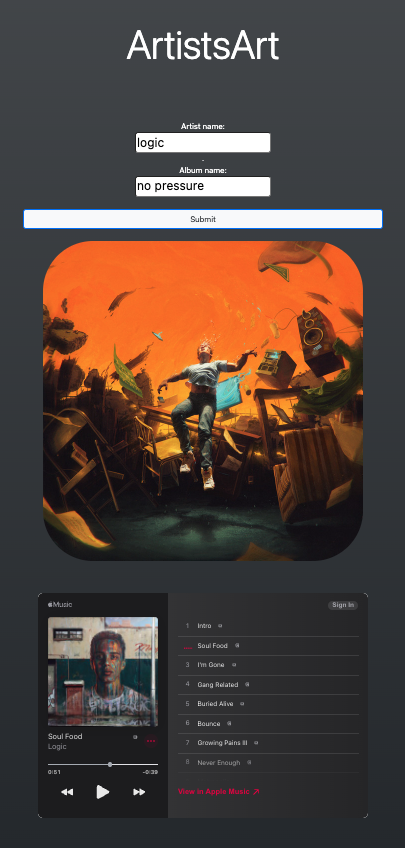 ArtistsArt
Artist name:
logic
.
Album name:
no pressure
Submit
Music
Sign In
1 Intro E
Soul Food E
3 I'm Gone E
4 Gang Related E
5 Buried Alive E
6 Bounce E
7 Growing Pains III E
8 Never Enough E
Soul Food E
Logic
0:51 -0:39
View in Apple Music ↗